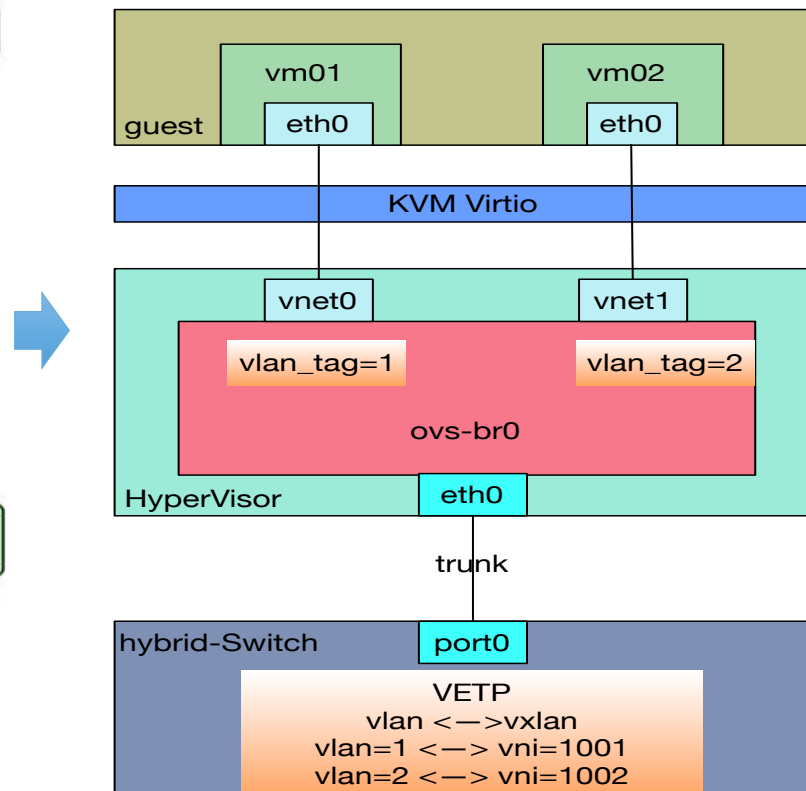 vm01
vm02
guest
eth0
eth0
KVM Virtio
vnet0
vnet1
vlan_tag=1
vlan_tag=2
ovs-br0
HyperVisor
eth0
trunk
hybrid-Switch
port0
VETP
vlan <—>vxlan
vlan=1 <—> vni=1001
vlan=2 <—> vni=1002